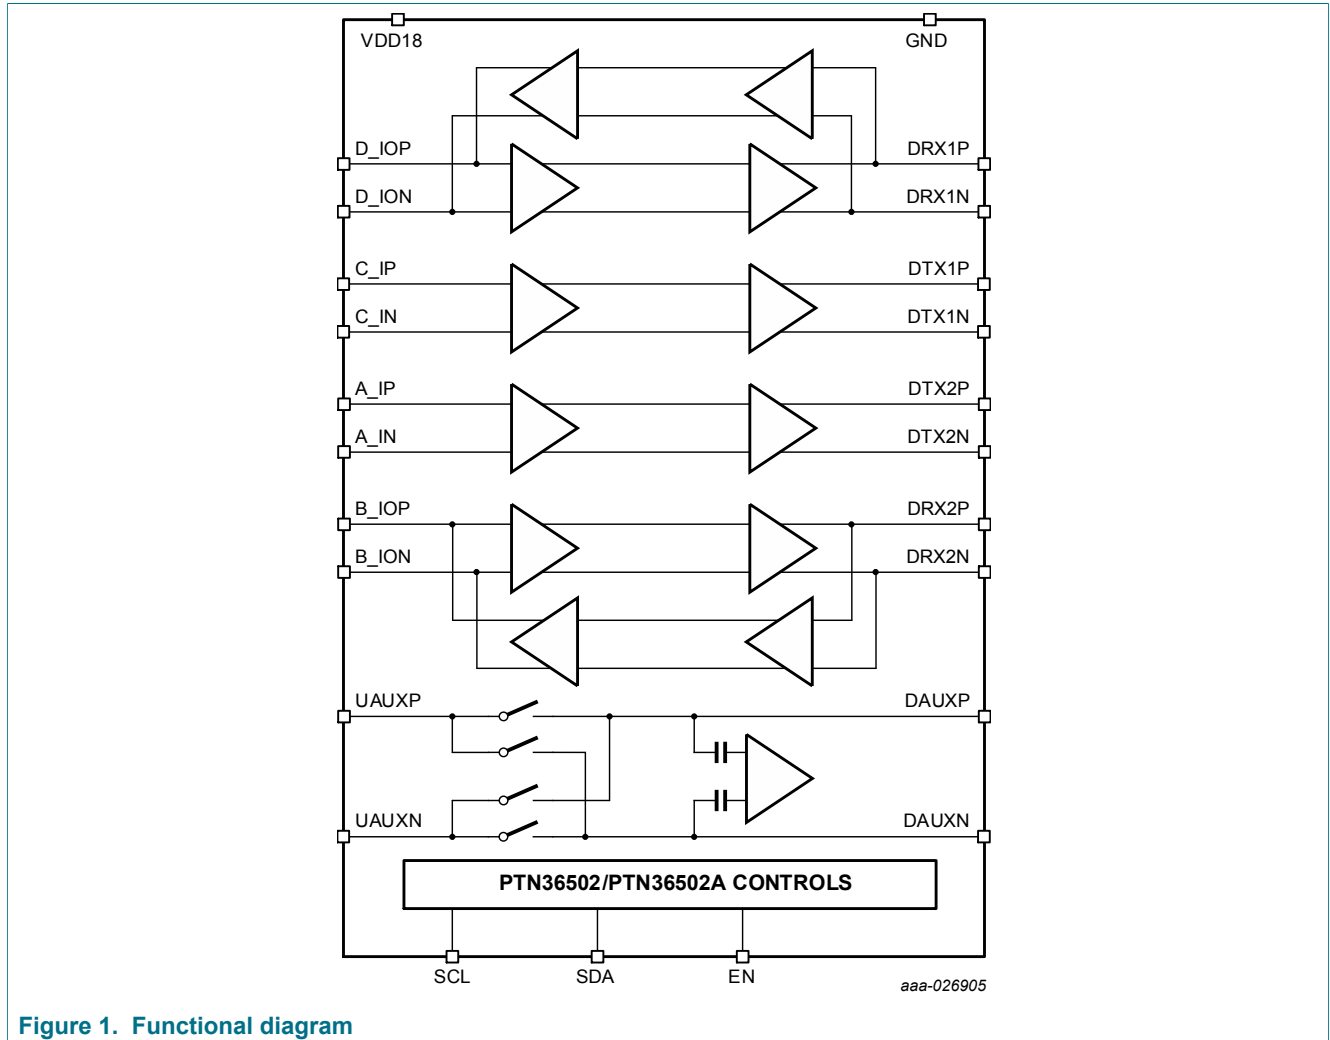 VDD18 GND
D_IOP DRX1P
D_ION DRX1N
C_IP DTX1P
C_IN DTX1N
A_IP DTX2P
A_IN DTX2N
B_IOP DRX2P
B_ION DRX2N
UAUXP DAUXP
UAUXN DAUXN
PTN36502/PTN36502A CONTROLS
SCL SDA EN
aaa-026905
Figure 1. Functional diagram